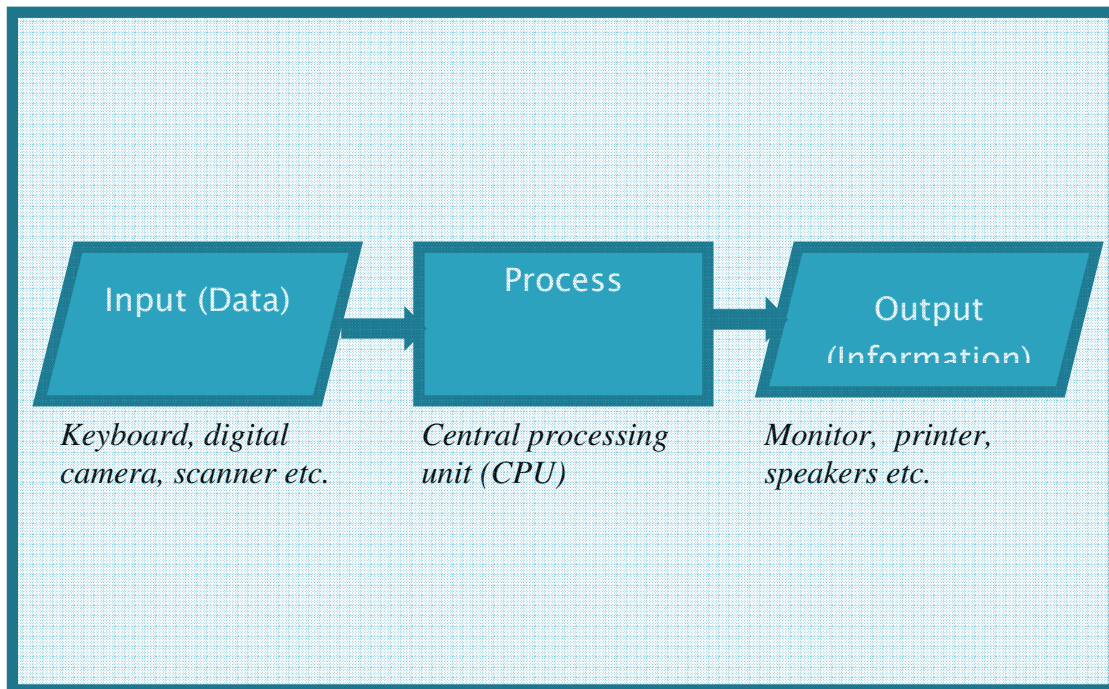 Input (Data)
Process
Output
(Information)
Keyboard, digital
camera, scanner etc.
Central processing
unit (CPU)
Monitor, printer,
speakers etc.